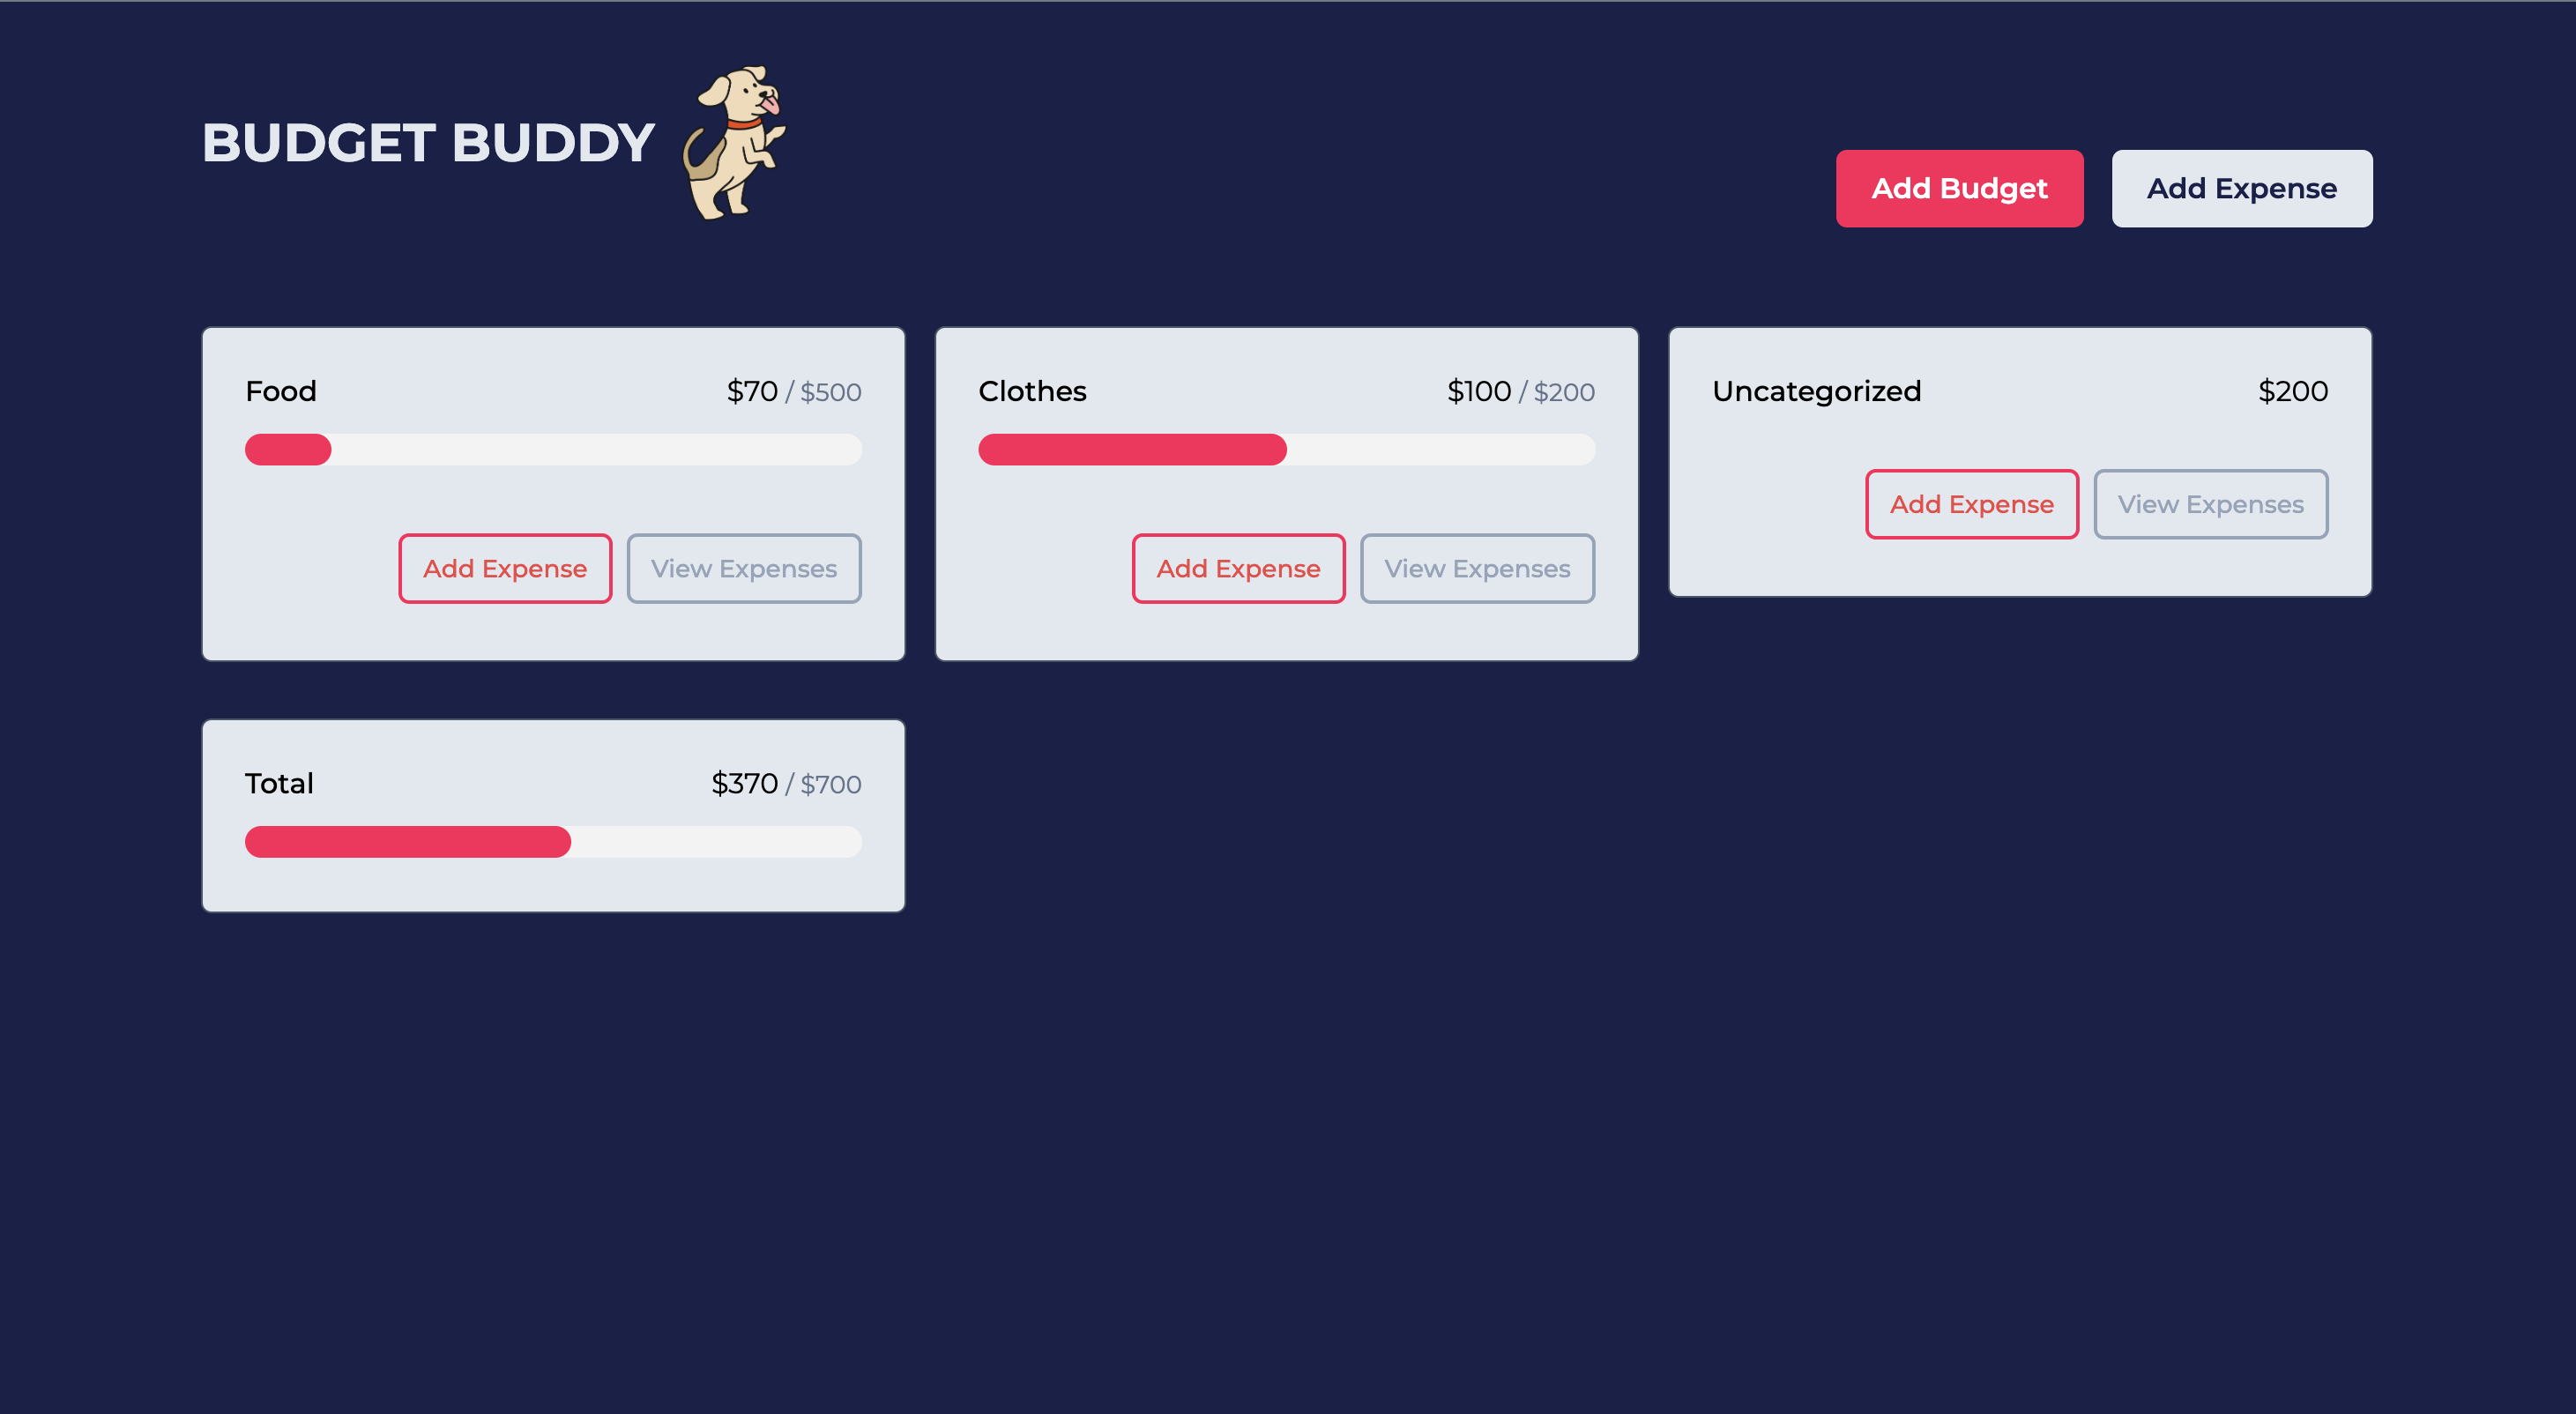 BUDGET BUDDY
Add Budget
Add Expense
Food
$70 / $500
Add Expense
View Expenses
Clothes
$100 / $200
Add Expense
View Expenses
Uncategorized
$200
Add Expense
View Expenses
Total
$370 / $700